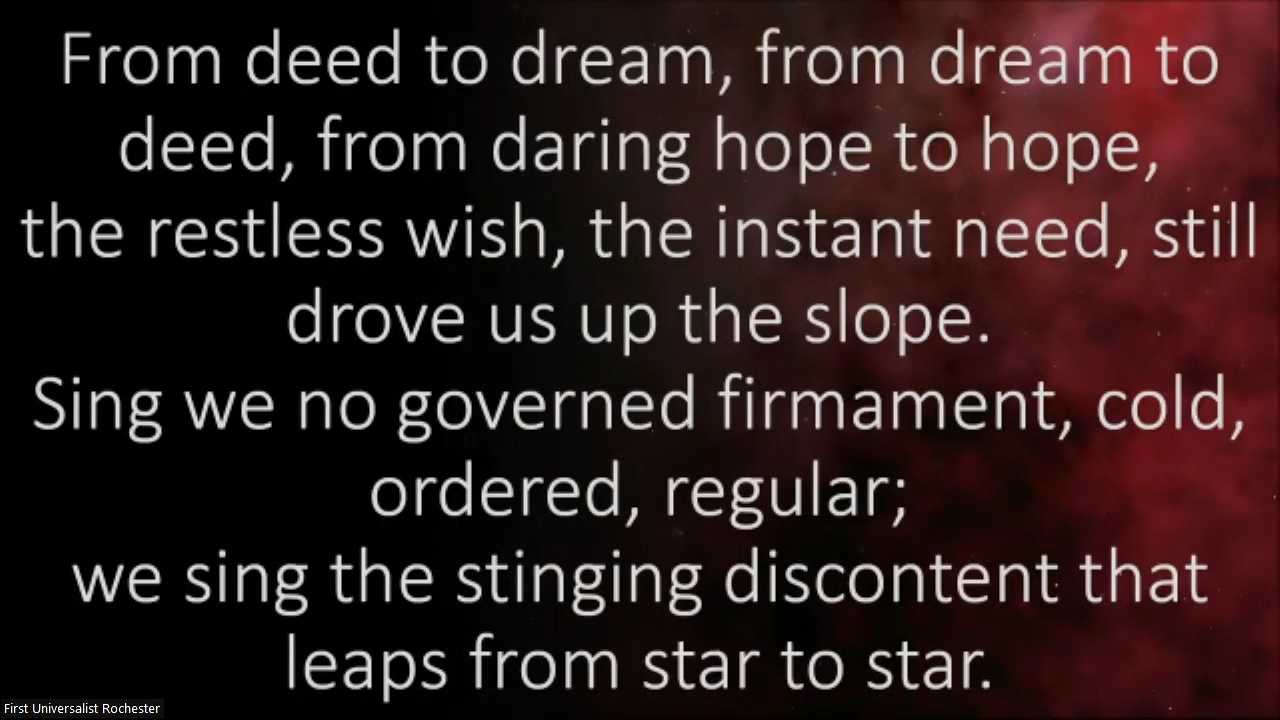 From deed to dream, from dream to
deed, from daring hope to hope,
the restless wish, the instant need, still
drove us up the slope.
Sing we no governed firmament, cold,
ordered, regular;
we sing the stinging discontent that
leaps from star to star.
First Universalist Rochester